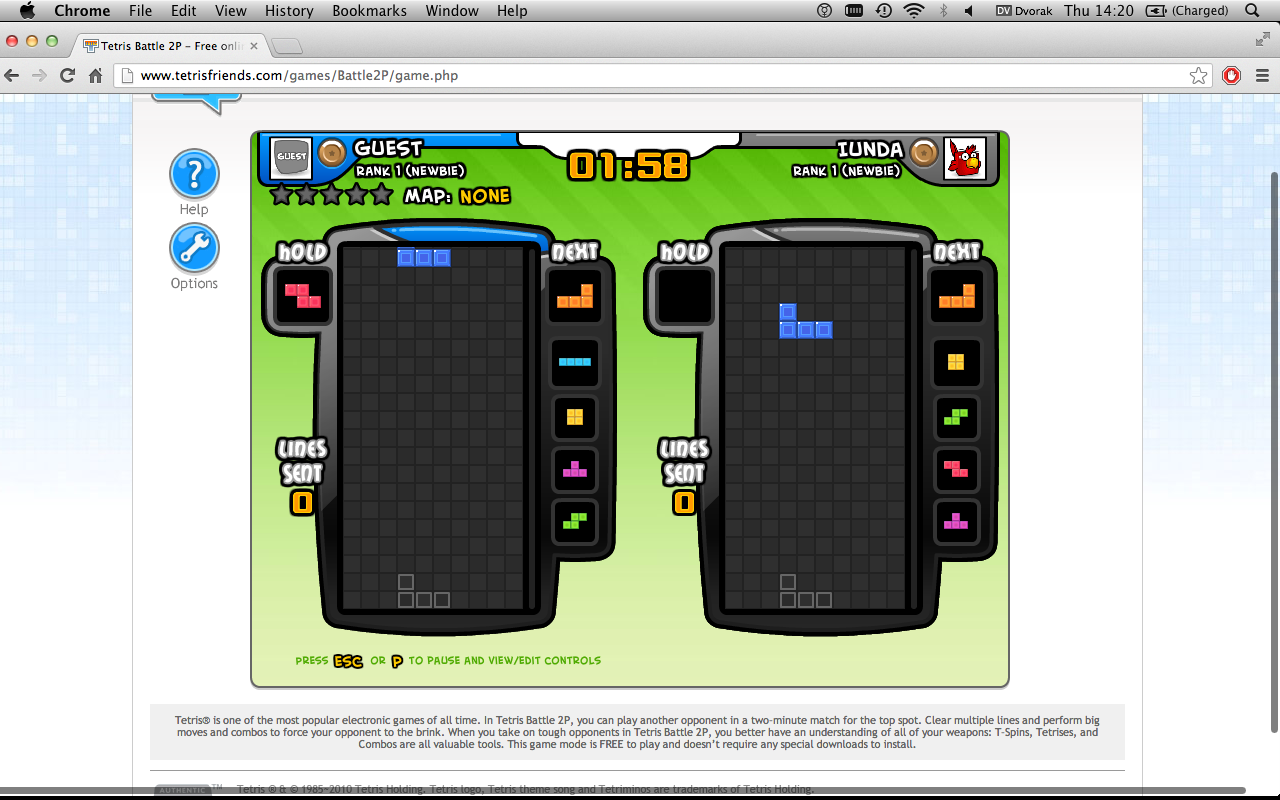 Chrome File Edit View History Bookmarks Window Help DV Dvorak Thu 14:20 (Charged)
Tetris Battle 2P – Free onli
www.tetrisfriends.com/games/Battle2P/game.php
GUEST GUEST 01:58 IUNDA
RANK 1 (NEWBIE) RANK 1 (NEWBIE)
MAP: NONE
Help
Options
HOLD NEXT HOLD NEXT
LINES SENT 0 LINES SENT 0
PRESS ESC OR P TO PAUSE AND VIEW/EDIT CONTROLS
Tetris® is one of the most popular electronic games of all time. In Tetris Battle 2P, you can play another opponent in a two-minute match for the top spot. Clear multiple lines and perform big
moves and combos to force your opponent to the brink. When you take on tough opponents in Tetris Battle 2P, you better have an understanding of all of your weapons: T-Spins, Tetrises, and
Combos are all valuable tools. This game mode is FREE to play and doesn't require any special downloads to install.
AUTHENTIC TM Tetris ® & © 1985~2010 Tetris Holding. Tetris logo, Tetris theme song and Tetriminos are trademarks of Tetris Holding.